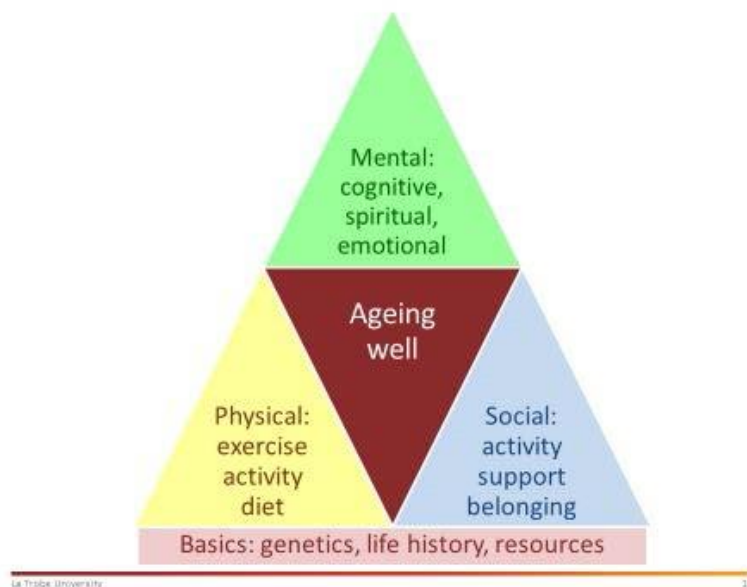 Mental:
cognitive,
spiritual,
emotional
Ageing
well
Physical:
exercise
activity
diet
Social:
activity
support
belonging
Basics: genetics, life history, resources
La Trobe University